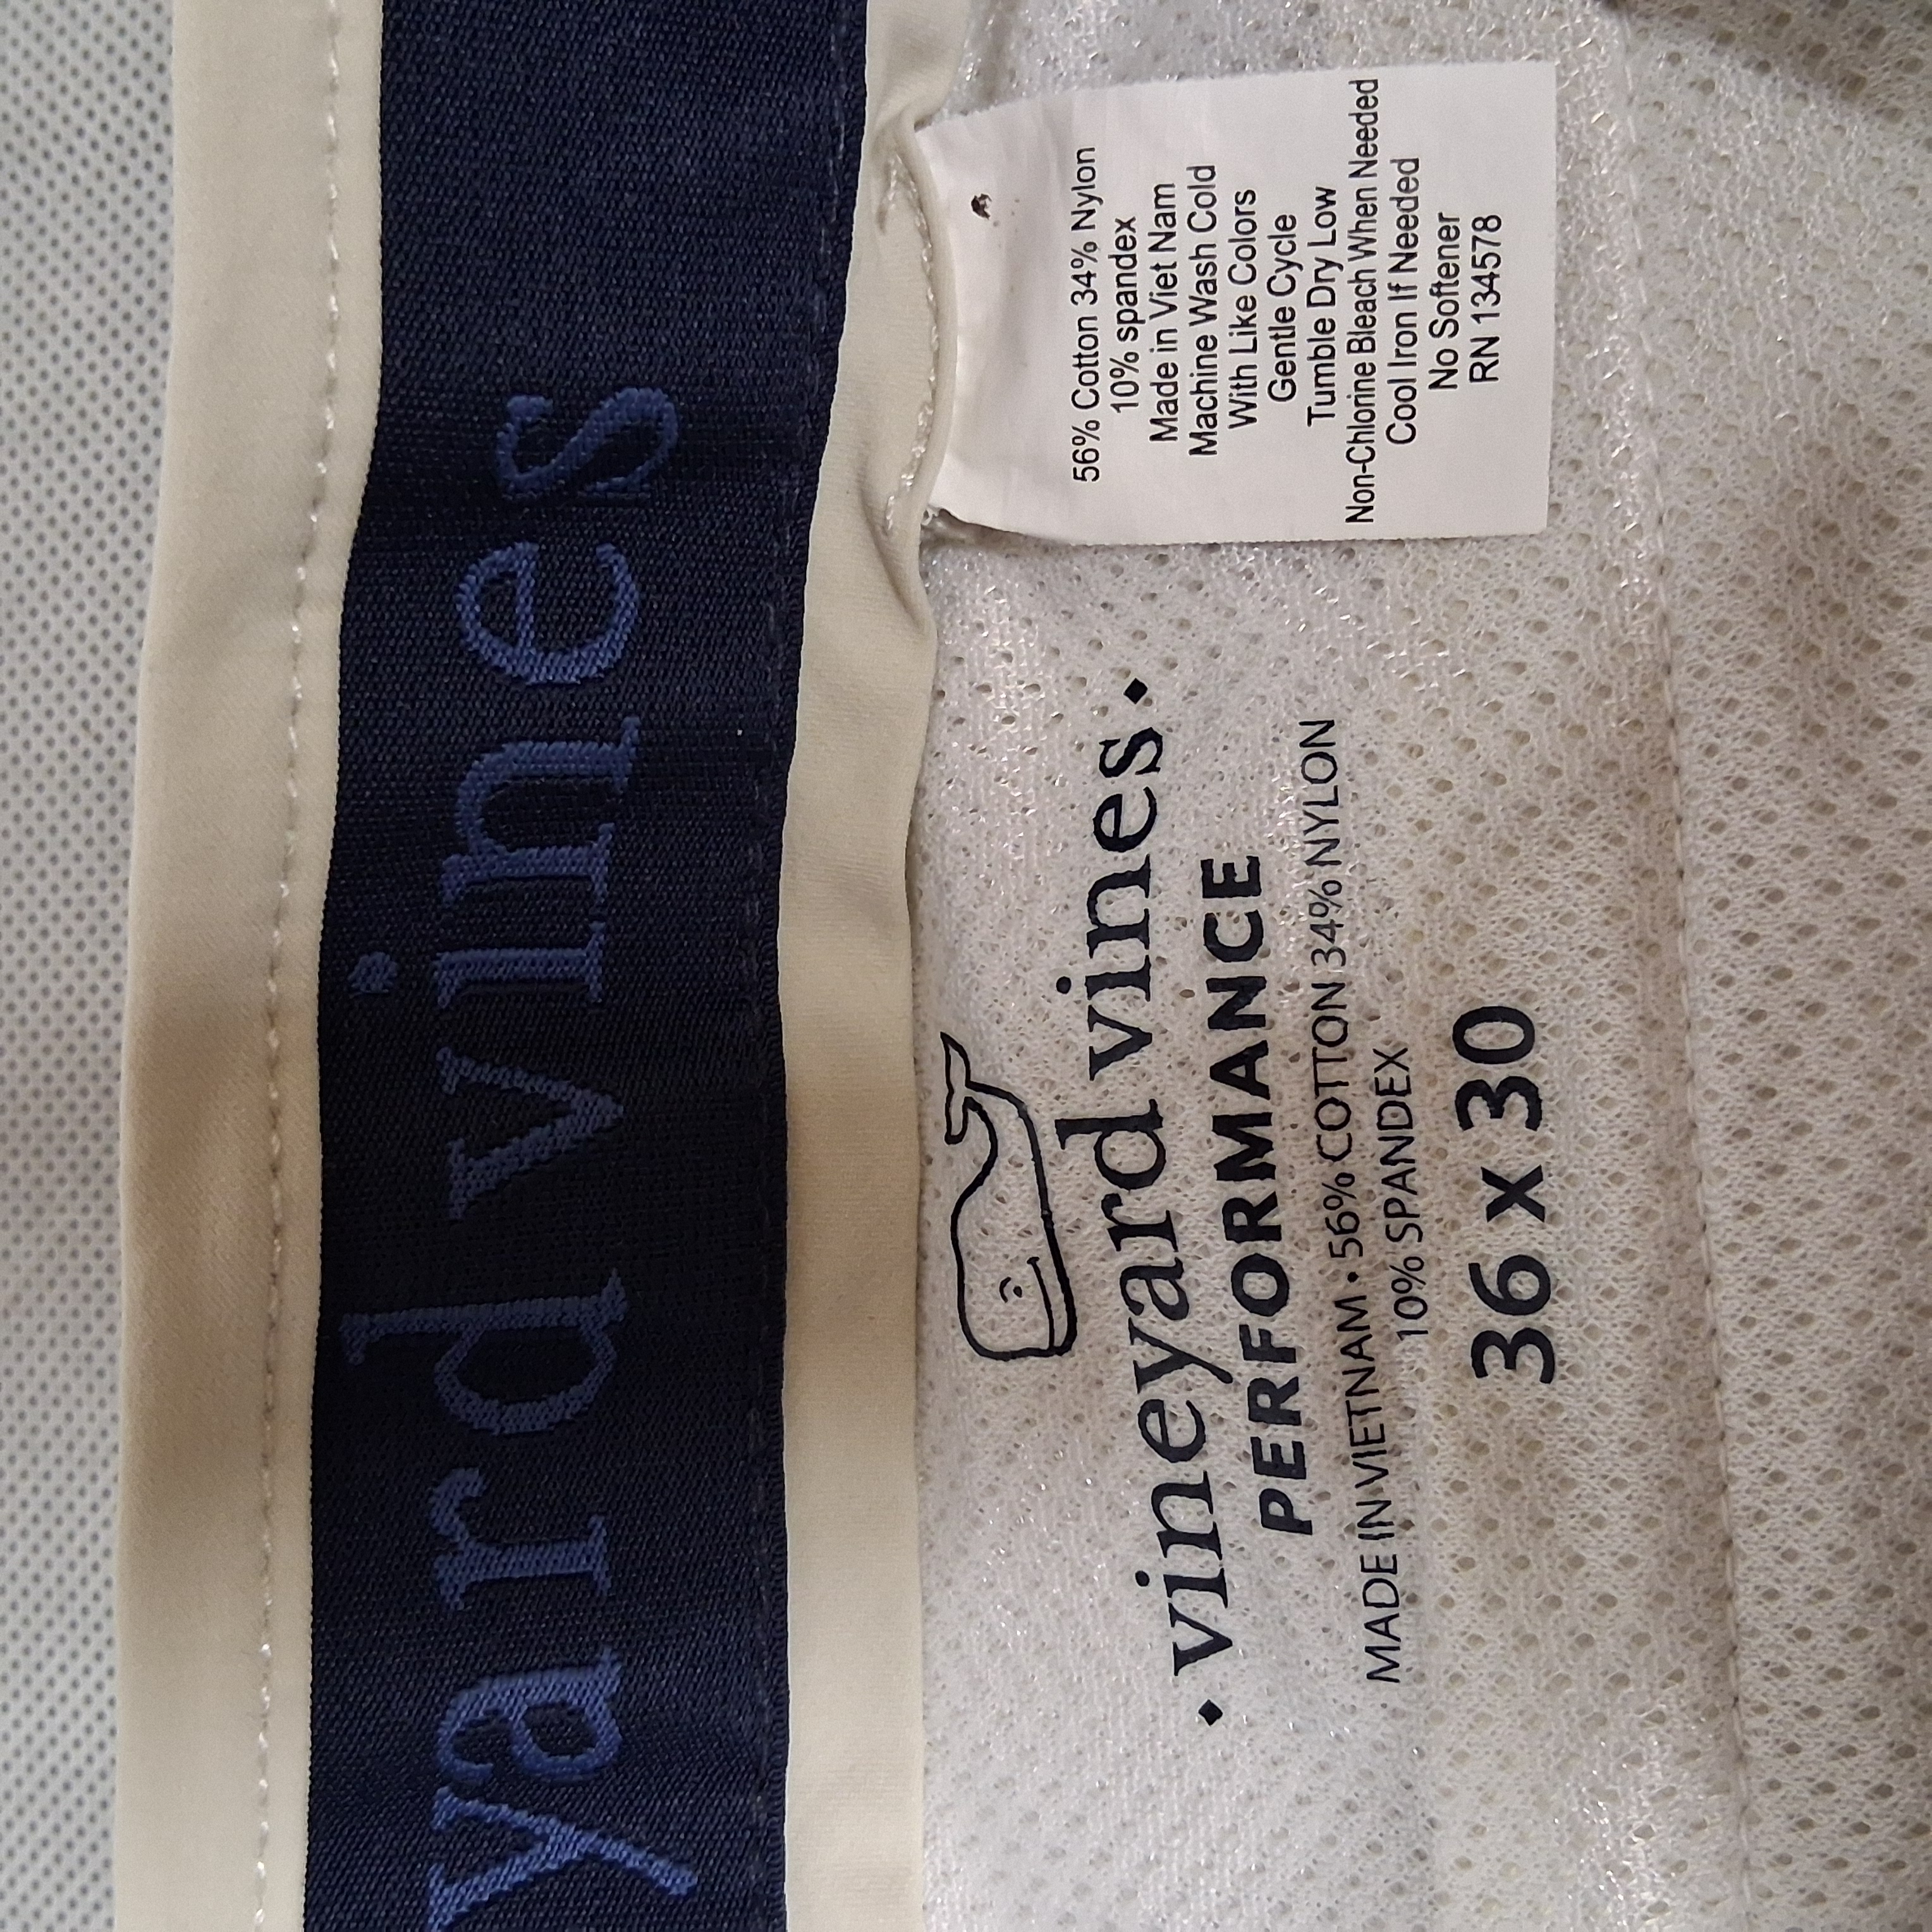 yard vines
• vineyard vines •
PERFORMANCE
MADE IN VIETNAM • 56% COTTON 34% NYLON
10% SPANDEX
36 x 30
56% Cotton 34% Nylon
10% spandex
Made in Viet Nam
Machine Wash Cold
With Like Colors
Gentle Cycle
Tumble Dry Low
Non-Chlorine Bleach When Needed
Cool Iron If Needed
No Softener
RN 134578